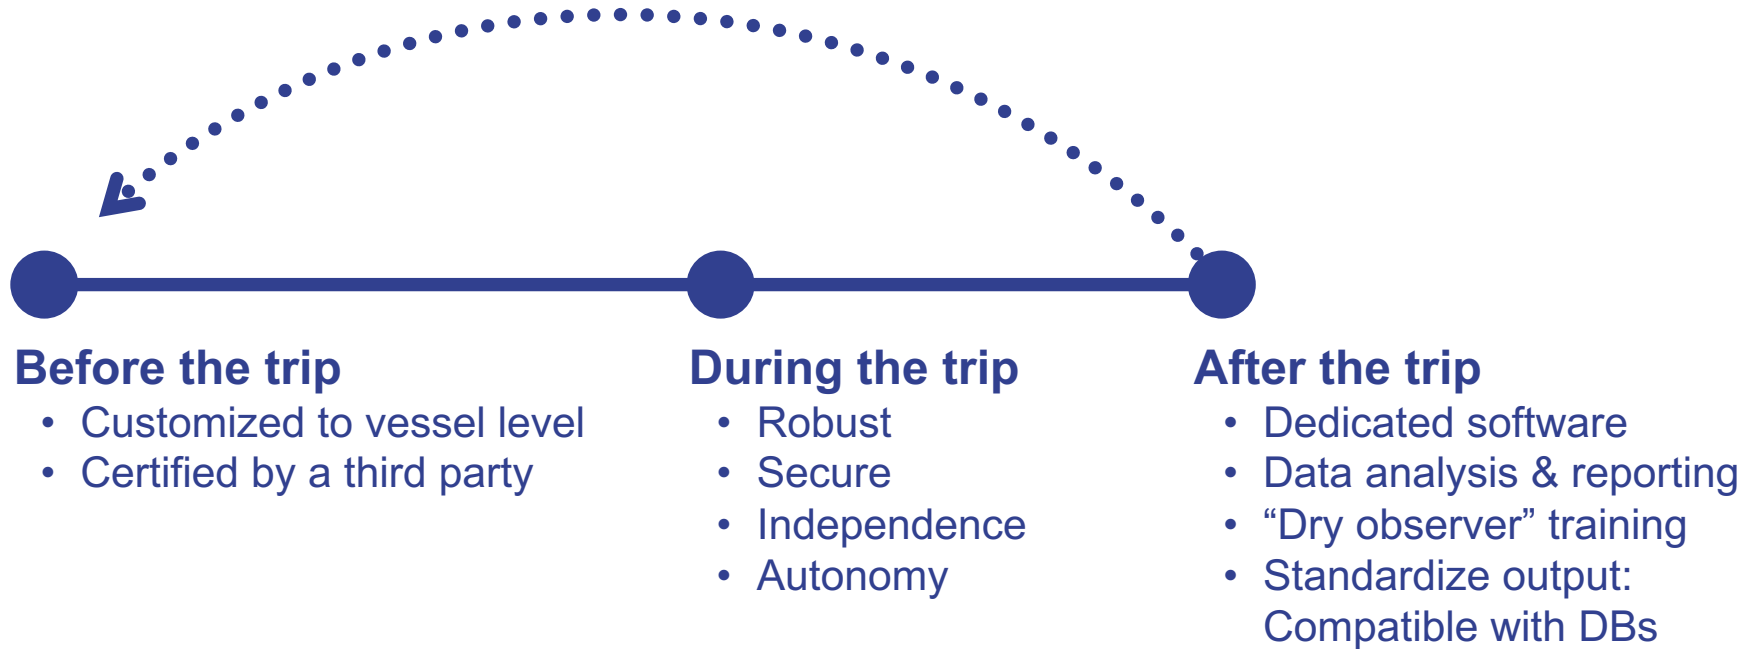 Before the trip
• Customized to vessel level
• Certified by a third party
During the trip
• Robust
• Secure
• Independence
• Autonomy
After the trip
• Dedicated software
• Data analysis & reporting
• “Dry observer” training
• Standardize output:
Compatible with DBs